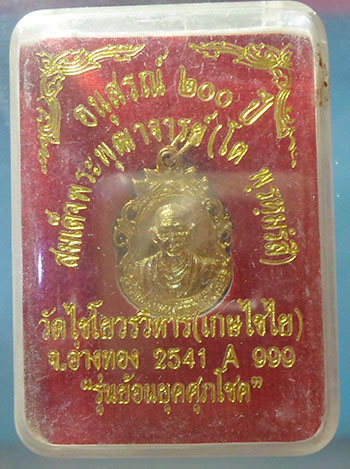 อนุสรณ์ ๒๐๐ ปี
สมเด็จพระพุฒาจารย์(โต พฺรหฺมรํสี)
วัดไชโยวรวิหาร(เกษไชโย)
จ.อ่างทอง 2541 A 999
"รุ่นย้อนยุคศุภโชค"